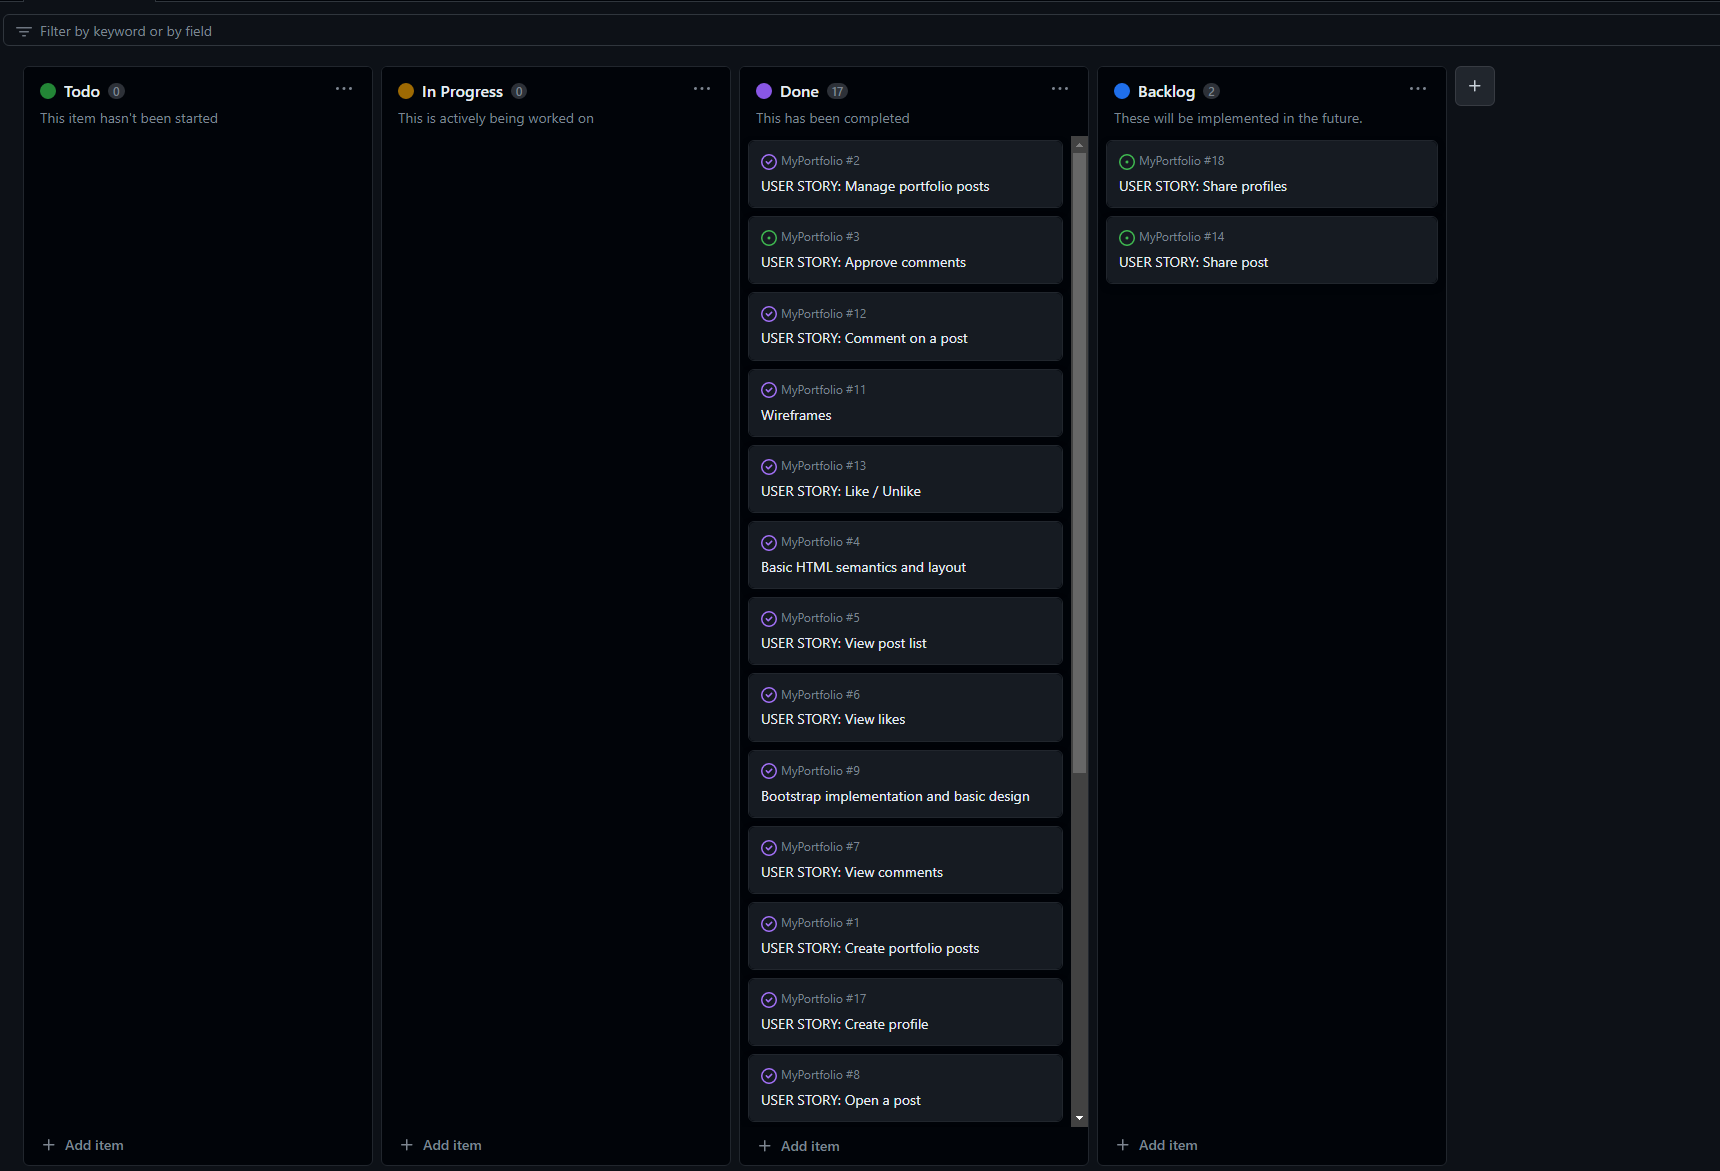 Filter by keyword or by field
Todo 0
This item hasn't been started
Add item
In Progress 0
This is actively being worked on
Add item
Done 17
This has been completed
MyPortfolio #2
USER STORY: Manage portfolio posts
MyPortfolio #3
USER STORY: Approve comments
MyPortfolio #12
USER STORY: Comment on a post
MyPortfolio #11
Wireframes
MyPortfolio #13
USER STORY: Like / Unlike
MyPortfolio #4
Basic HTML semantics and layout
MyPortfolio #5
USER STORY: View post list
MyPortfolio #6
USER STORY: View likes
MyPortfolio #9
Bootstrap implementation and basic design
MyPortfolio #7
USER STORY: View comments
MyPortfolio #1
USER STORY: Create portfolio posts
MyPortfolio #17
USER STORY: Create profile
MyPortfolio #8
USER STORY: Open a post
Add item
Backlog 2
These will be implemented in the future.
MyPortfolio #18
USER STORY: Share profiles
MyPortfolio #14
USER STORY: Share post
Add item